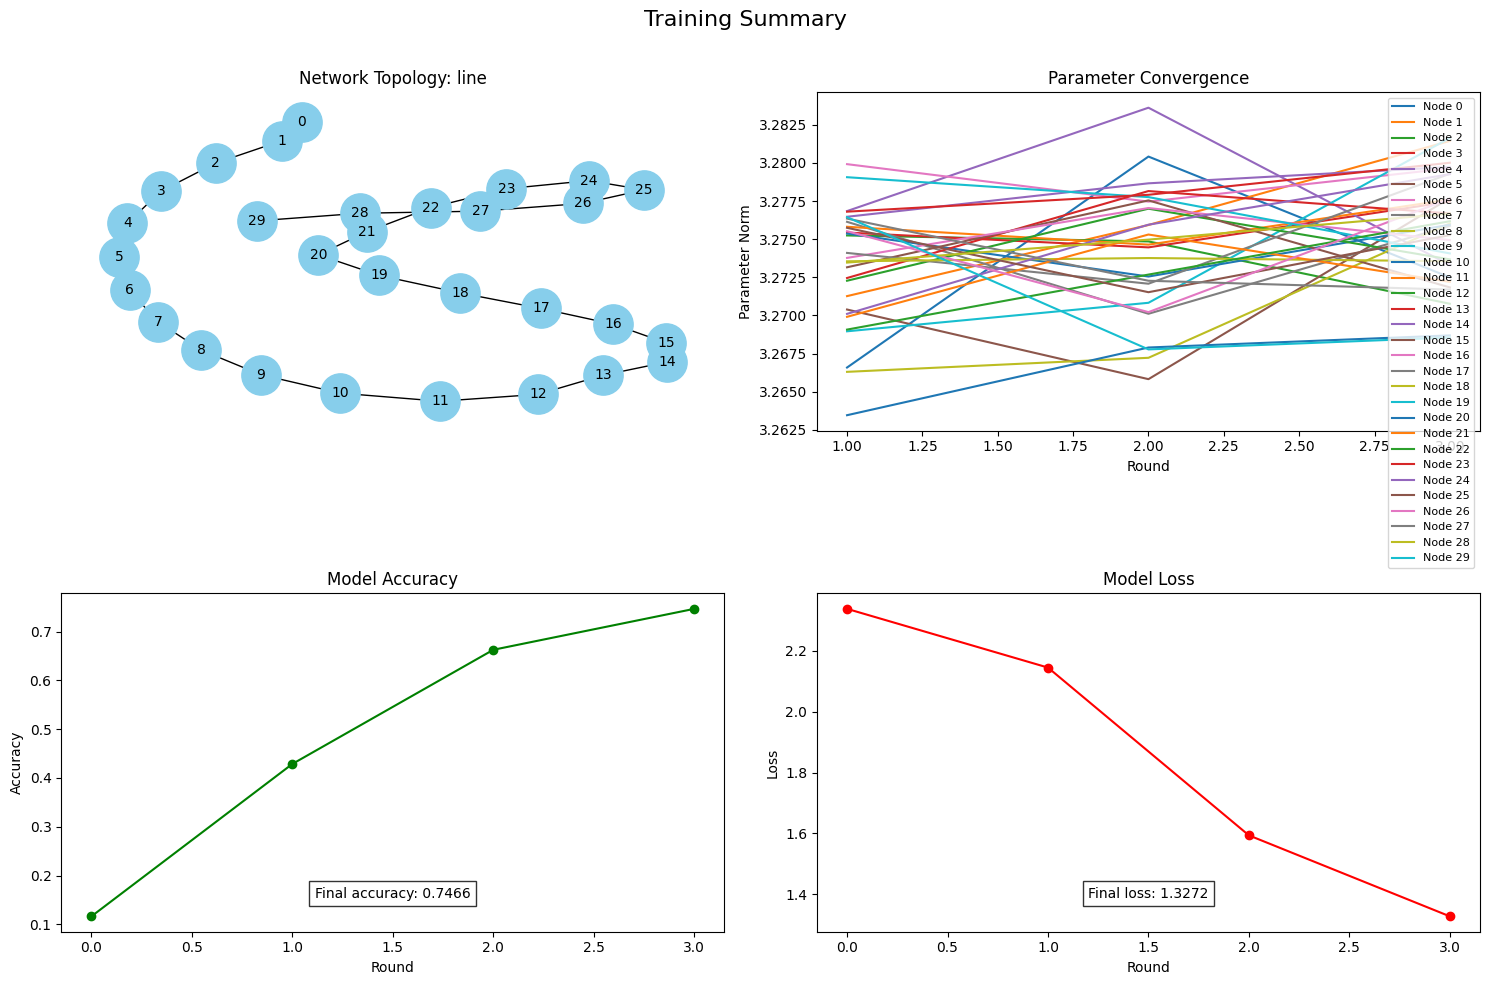 Training Summary
Network Topology: line
0
1
2
3
4
5
6
7
8
9
10
11
12
13
14
15
16
17
18
19
20
21
22
23
24
25
26
27
28
29
Parameter Convergence
Parameter Norm
3.2825
3.2800
3.2775
3.2750
3.2725
3.2700
3.2675
3.2650
3.2625
1.00 1.25 1.50 1.75 2.00 2.25 2.50 2.75 3.00
Round
Node 0
Node 1
Node 2
Node 3
Node 4
Node 5
Node 6
Node 7
Node 8
Node 9
Node 10
Node 11
Node 12
Node 13
Node 14
Node 15
Node 16
Node 17
Node 18
Node 19
Node 20
Node 21
Node 22
Node 23
Node 24
Node 25
Node 26
Node 27
Node 28
Node 29
Model Accuracy
Accuracy
0.7
0.6
0.5
0.4
0.3
0.2
0.1
Final accuracy: 0.7466
0.0 0.5 1.0 1.5 2.0 2.5 3.0
Round
Model Loss
Loss
2.2
2.0
1.8
1.6
1.4
Final loss: 1.3272
0.0 0.5 1.0 1.5 2.0 2.5 3.0
Round